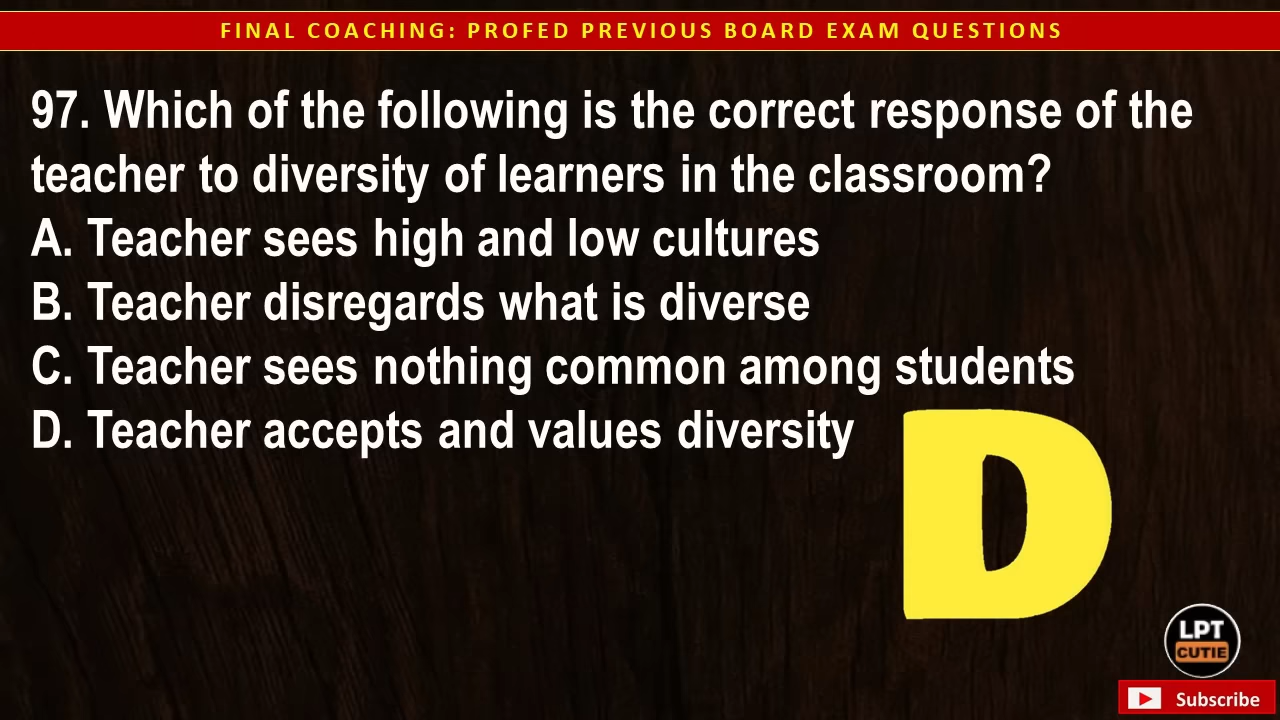 FINAL COACHING: PROFED PREVIOUS BOARD EXAM QUESTIONS
97. Which of the following is the correct response of the
teacher to diversity of learners in the classroom?
A. Teacher sees high and low cultures
B. Teacher disregards what is diverse
C. Teacher sees nothing common among students
D. Teacher accepts and values diversity
D
LPT
CUTIE
Subscribe